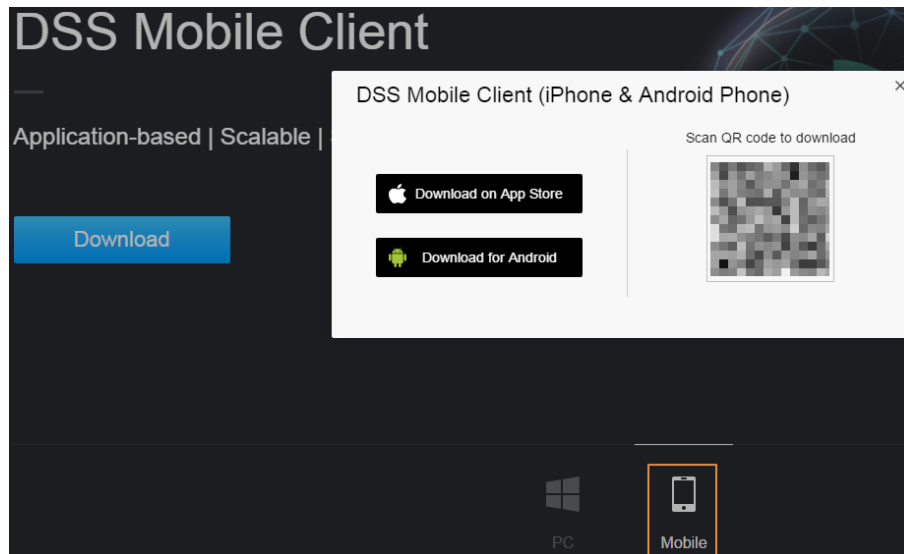 DSS Mobile Client
Application-based | Scalable |
Download
DSS Mobile Client (iPhone & Android Phone)
×
Download on App Store
Download for Android
Scan QR code to download
PC
Mobile